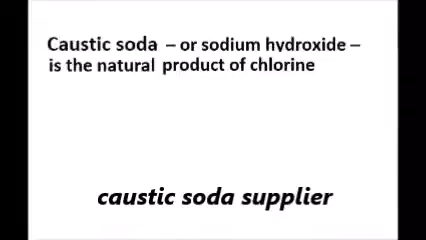 Caustic soda – or sodium hydroxide –
is the natural product of chlorine
caustic soda supplier